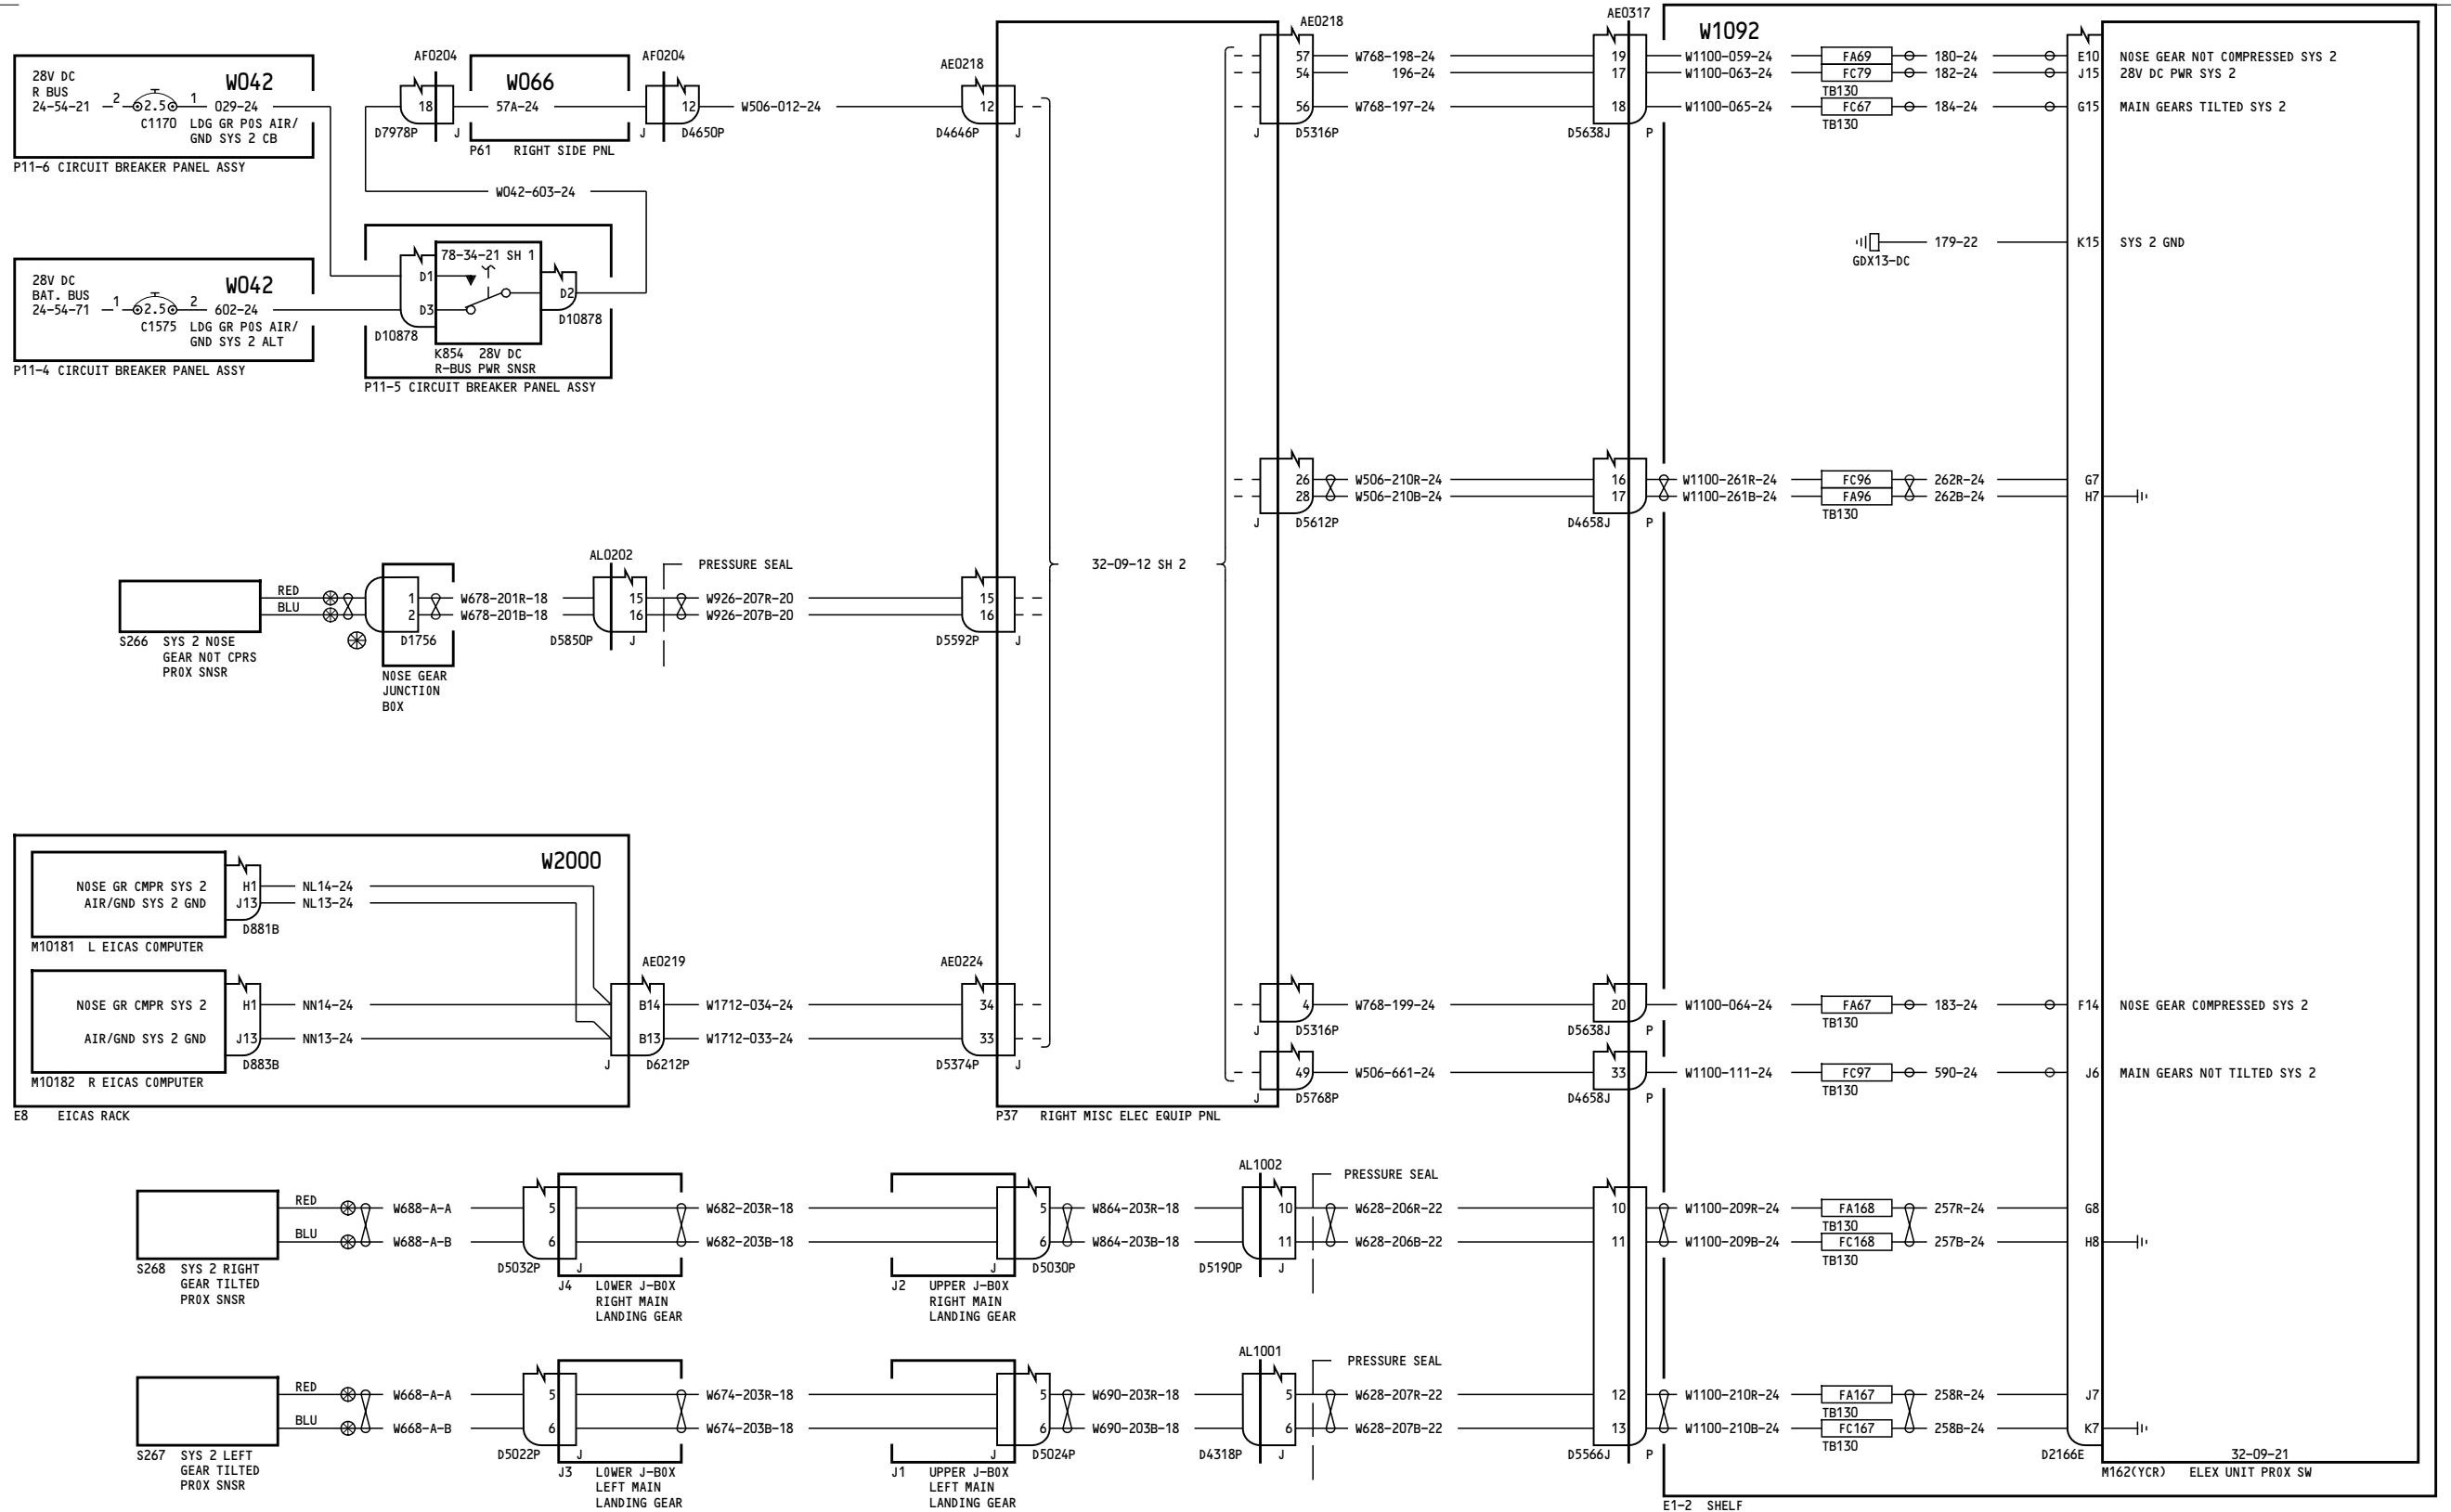 28V DC
R BUS
24-54-21
2
2.5
1
W042
029-24
C1170
LDG GR POS AIR/
GND SYS 2 CB
P11-6 CIRCUIT BREAKER PANEL ASSY
AF0204
18
D7978P
J
W066
57A-24
P61 RIGHT SIDE PNL
AF0204
12
J
D4650P
W506-012-24
AE0218
12
D4646P
J
W042-603-24
28V DC
BAT. BUS
24-54-71
1
2.5
2
W042
602-24
C1575
LDG GR POS AIR/
GND SYS 2 ALT
P11-4 CIRCUIT BREAKER PANEL ASSY
78-34-21 SH 1
D1
D3
D2
D10878
D10878
K854 28V DC
R-BUS PWR SNSR
P11-5 CIRCUIT BREAKER PANEL ASSY
AE0218
57
54
56
J
D5316P
W768-198-24
196-24
W768-197-24
AE0317
19
17
18
D5638J
P
W1092
W1100-059-24
W1100-063-24
W1100-065-24
FA69
FC79
TB130
FC67
TB130
180-24
182-24
184-24
E10
J15
G15
NOSE GEAR NOT COMPRESSED SYS 2
28V DC PWR SYS 2
MAIN GEARS TILTED SYS 2
GDX13-DC
179-22
K15
SYS 2 GND
26
28
J
D5612P
W506-210R-24
W506-210B-24
16
17
D4658J
P
W1100-261R-24
W1100-261B-24
FC96
FA96
TB130
262R-24
262B-24
G7
H7
S266 SYS 2 NOSE
GEAR NOT CPRS
PROX SNSR
RED
BLU
1
2
D1756
NOSE GEAR
JUNCTION
BOX
W678-201R-18
W678-201B-18
AL0202
15
16
D5850P
J
PRESSURE SEAL
W926-207R-20
W926-207B-20
15
16
D5592P
J
32-09-12 SH 2
W2000
NOSE GR CMPR SYS 2
AIR/GND SYS 2 GND
H1
J13
D881B
NL14-24
NL13-24
M10181 L EICAS COMPUTER
NOSE GR CMPR SYS 2
AIR/GND SYS 2 GND
H1
J13
D883B
NN14-24
NN13-24
M10182 R EICAS COMPUTER
E8 EICAS RACK
AE0219
B14
B13
J
D6212P
W1712-034-24
W1712-033-24
AE0224
34
33
D5374P
J
P37 RIGHT MISC ELEC EQUIP PNL
4
J
D5316P
W768-199-24
20
D5638J
P
W1100-064-24
FA67
TB130
183-24
F14
NOSE GEAR COMPRESSED SYS 2
49
J
D5768P
W506-661-24
33
D4658J
P
W1100-111-24
FC97
TB130
590-24
J6
MAIN GEARS NOT TILTED SYS 2
S268 SYS 2 RIGHT
GEAR TILTED
PROX SNSR
RED
BLU
W688-A-A
W688-A-B
5
6
D5032P
J
J4 LOWER J-BOX
RIGHT MAIN
LANDING GEAR
W682-203R-18
W682-203B-18
J2 UPPER J-BOX
RIGHT MAIN
LANDING GEAR
5
6
J
D5030P
W864-203R-18
W864-203B-18
AL1002
10
11
D5190P
J
PRESSURE SEAL
W628-206R-22
W628-206B-22
10
11
W1100-209R-24
W1100-209B-24
FA168
TB130
FC168
TB130
257R-24
257B-24
G8
H8
S267 SYS 2 LEFT
GEAR TILTED
PROX SNSR
RED
BLU
W668-A-A
W668-A-B
5
6
D5022P
J
J3 LOWER J-BOX
LEFT MAIN
LANDING GEAR
W674-203R-18
W674-203B-18
J1 UPPER J-BOX
LEFT MAIN
LANDING GEAR
5
6
J
D5024P
W690-203R-18
W690-203B-18
AL1001
5
6
D4318P
J
PRESSURE SEAL
W628-207R-22
W628-207B-22
12
13
D5566J
P
W1100-210R-24
W1100-210B-24
FA167
TB130
FC167
TB130
258R-24
258B-24
J7
K7
D2166E
32-09-21
M162(YCR) ELEX UNIT PROX SW
E1-2 SHELF